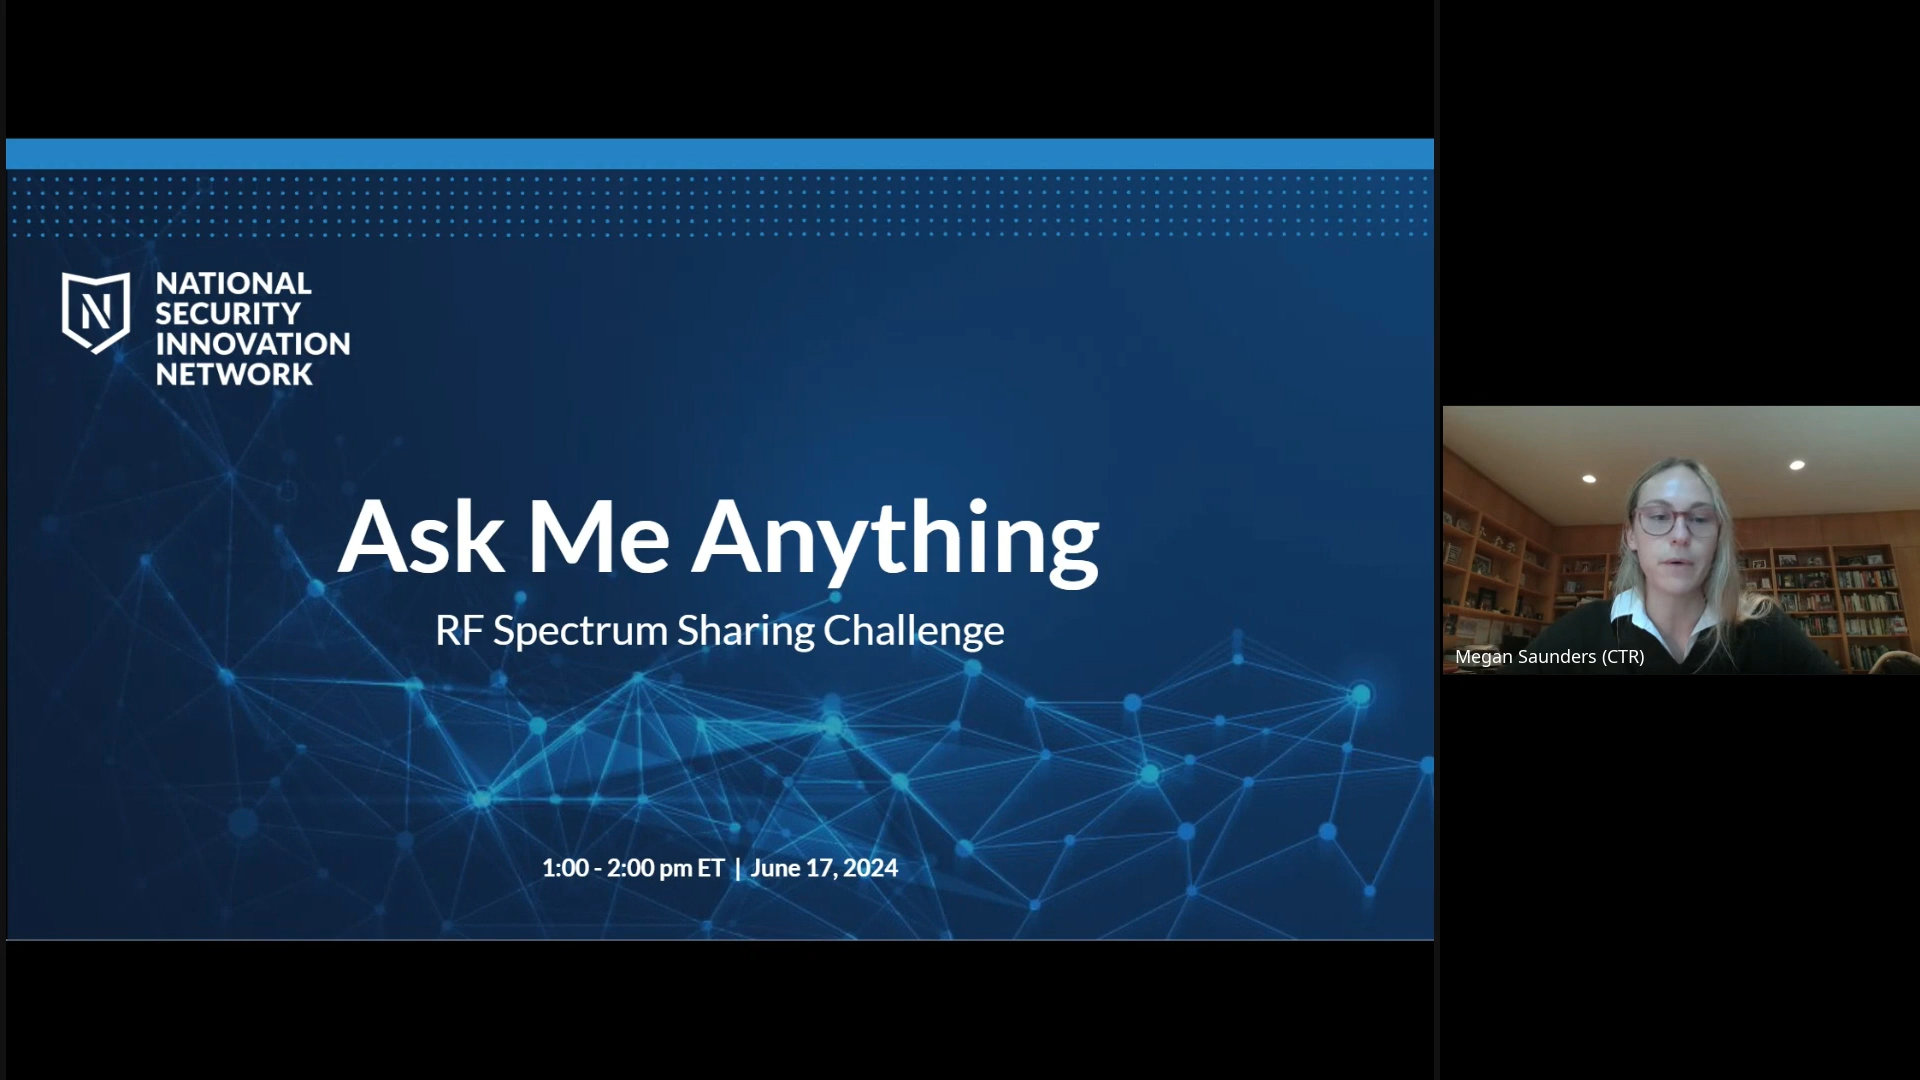 NATIONAL
SECURITY
INNOVATION
NETWORK
Ask Me Anything
RF Spectrum Sharing Challenge
1:00 - 2:00 pm ET | June 17, 2024
Megan Saunders (CTR)